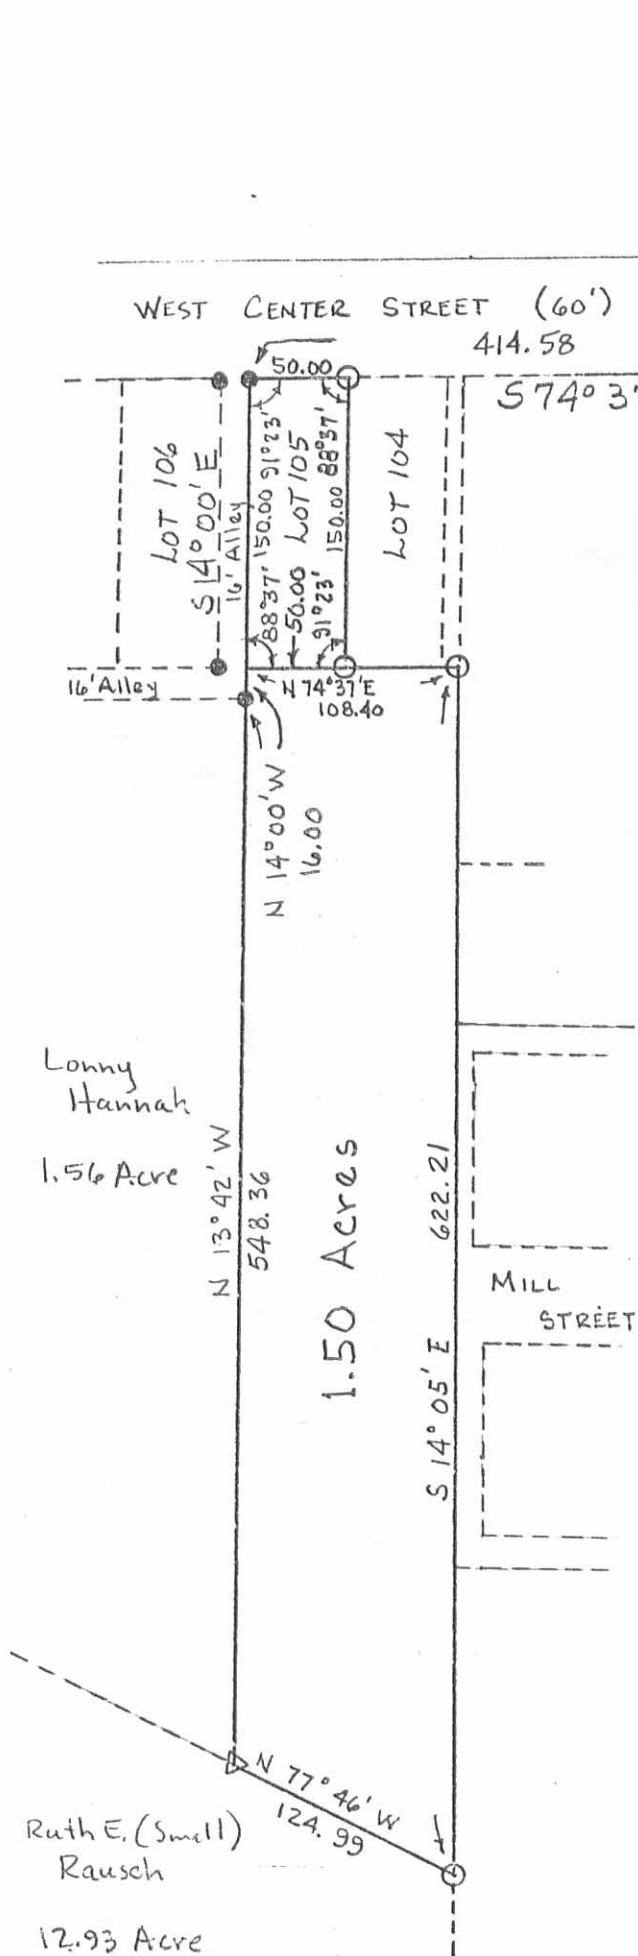 WEST CENTER STREET (60')
414.58
50.00
S 74° 3
LOT 106
S 14° 00' E
16' Alley
88°37' 150.00 91°23'
50.00 LOT 105
91°23' 150.00 88°37'
LOT 104
16' Alley
N 74°37' E
108.40
N 14°00' W
16.00
Lonny
Hannah
1.56 Acre
N 13° 42' W
548.36
1.50 Acres
622.21
S 14° 05' E
MILL
STREET
N 77° 46' W
124.99
Ruth E. (Small)
Rausch
12.93 Acre